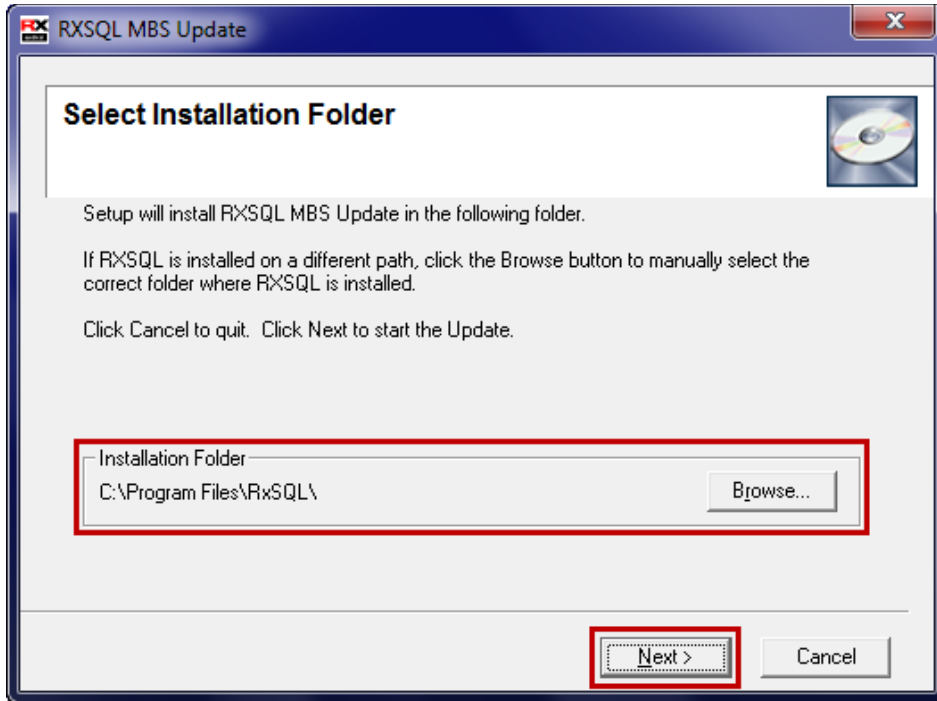 RX
RXSQL MBS Update
Select Installation Folder
Setup will install RXSQL MBS Update in the following folder.
If RXSQL is installed on a different path, click the Browse button to manually select the
correct folder where RXSQL is installed.
Click Cancel to quit.  Click Next to start the Update.
Installation Folder
C:\Program Files\RxSQL\
Browse...
Next >
Cancel